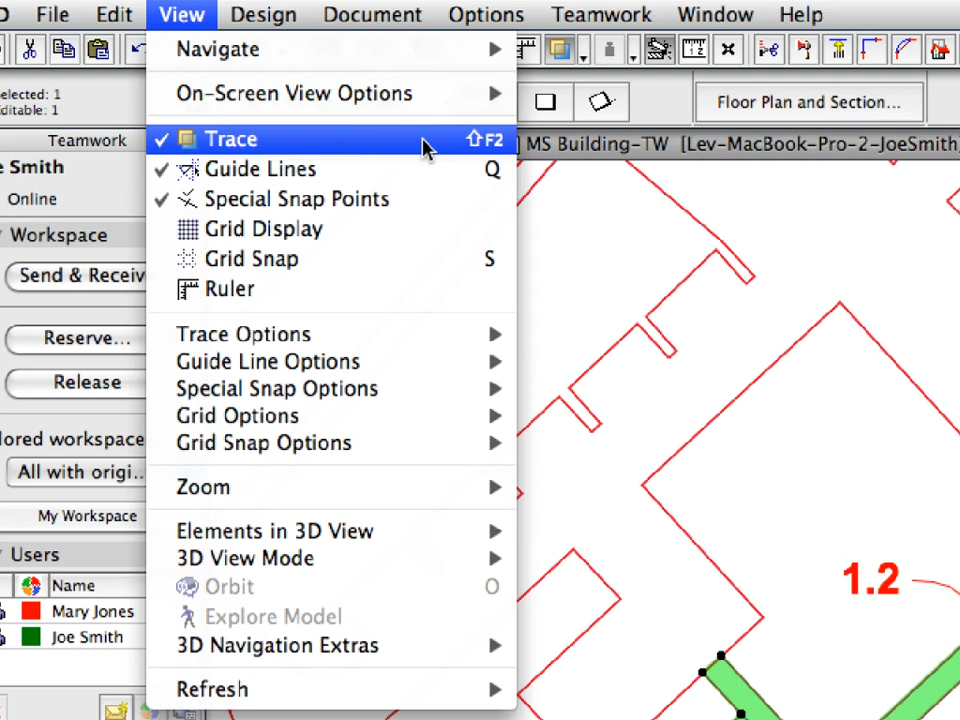 File Edit View Design Document Options Teamwork Window Help
Selected: 1
Editable: 1
Floor Plan and Section...
Teamwork
MS Building-TW [Lev-MacBook-Pro-2-JoeSmith
Smith
Online
Workspace
Send & Receiv
Reserve...
Release
ored workspace
All with origi...
My Workspace
Users
Name
Mary Jones
Joe Smith
Navigate
On-Screen View Options
Trace ⇧F2
Guide Lines Q
Special Snap Points
Grid Display
Grid Snap S
Ruler
Trace Options
Guide Line Options
Special Snap Options
Grid Options
Grid Snap Options
Zoom
Elements in 3D View
3D View Mode
Orbit O
Explore Model
3D Navigation Extras
Refresh
1.2